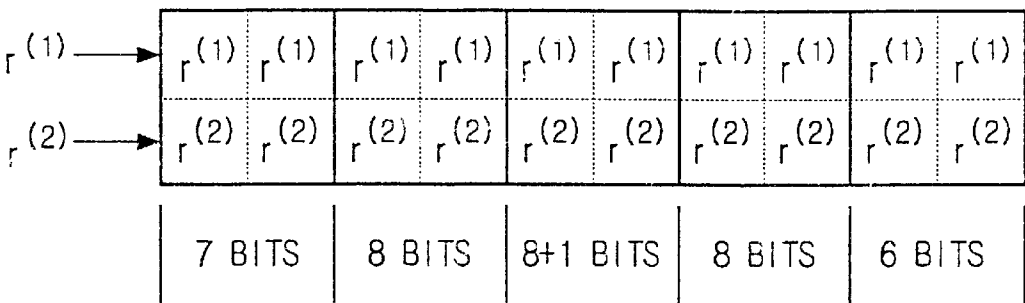 r(1) r(1) r(1) r(1) r(1) r(1) r(1) r(1) r(1) r(1) r(1)
r(2) r(2) r(2) r(2) r(2) r(2) r(2) r(2) r(2) r(2) r(2)
7 BITS 8 BITS 8+1 BITS 8 BITS 6 BITS